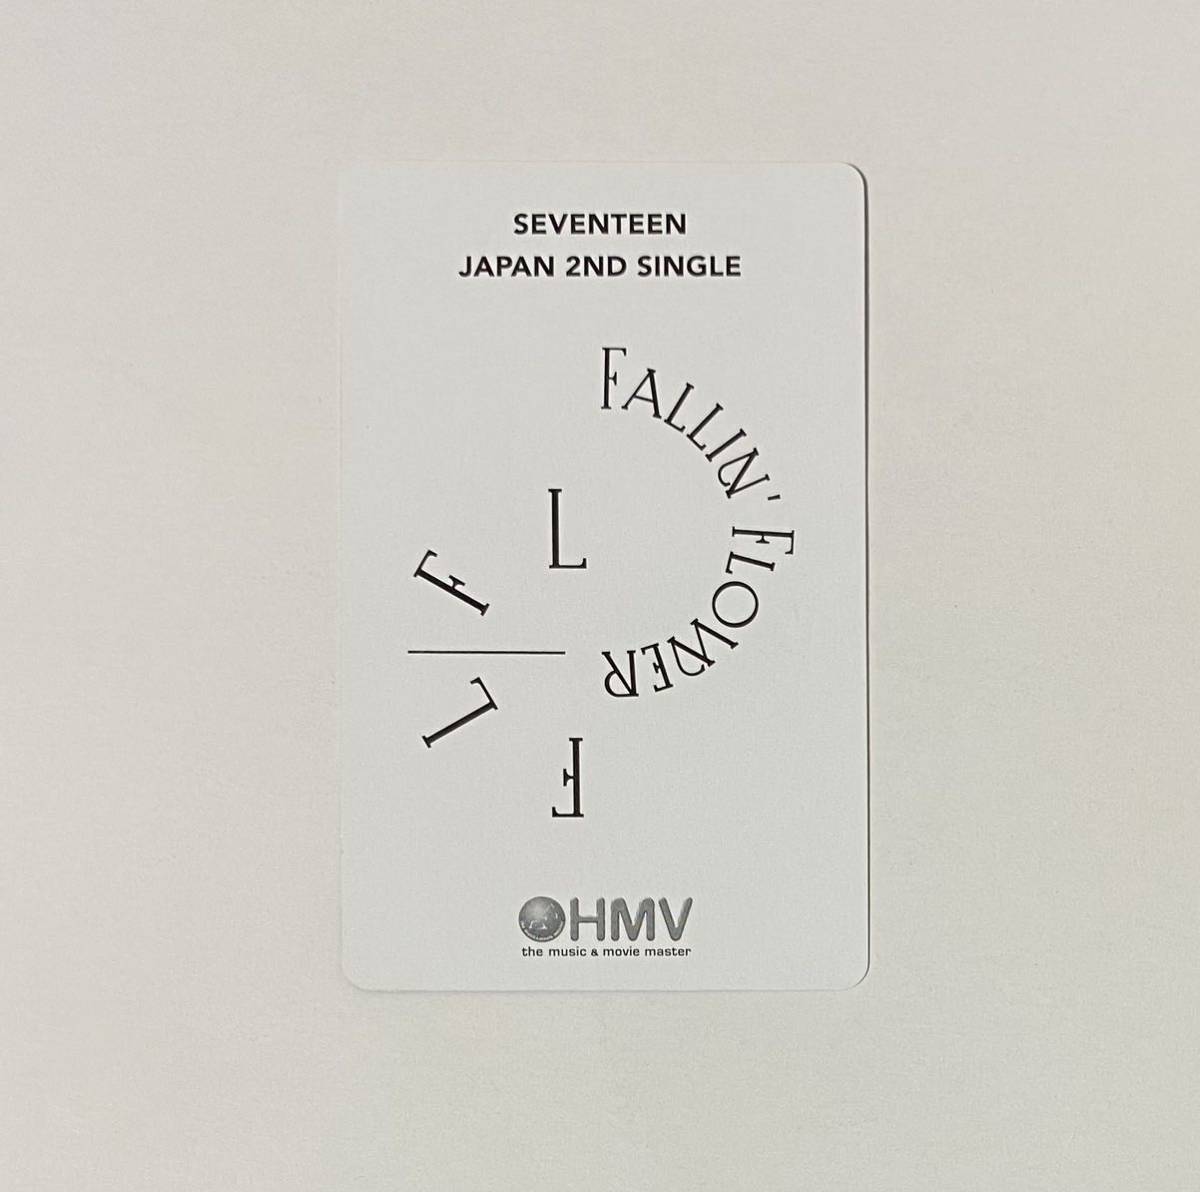 SEVENTEEN
JAPAN 2ND SINGLE
FALLIN' FLOWER
L
F
L
F
HMV
the music & movie master